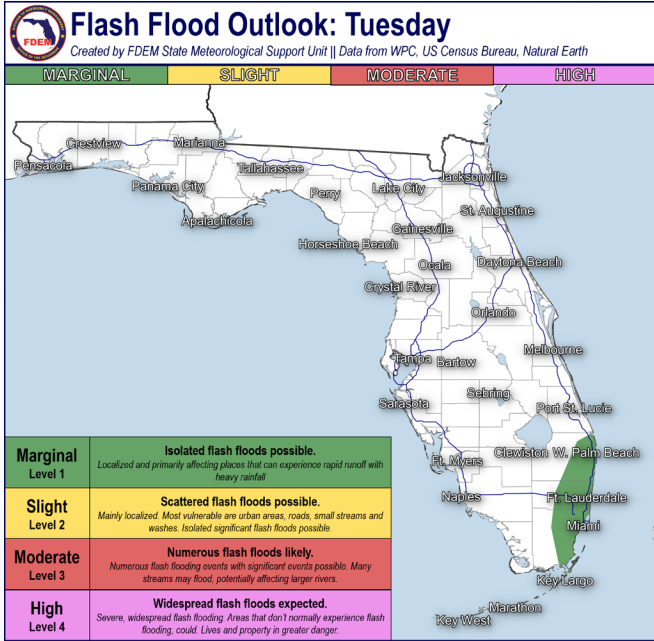 Flash Flood Outlook: Tuesday
FDEM
Created by FDEM State Meteorological Support Unit || Data from WPC, US Census Bureau, Natural Earth
MARGINAL
SLIGHT
MODERATE
HIGH
Crestview
Marianna
Pensacola
Tallahassee
Jacksonville
Panama City
Perry
Lake City
Apalachicola
St. Augustine
Gainesville
Horseshoe Beach
Ocala
Daytona Beach
Crystal River
Orlando
Melbourne
Tampa
Bartow
Sebring
Sarasota
Port St. Lucie
Clewiston
W. Palm Beach
Ft. Myers
Naples
Ft. Lauderdale
Miami
Key Largo
Marathon
Key West
Marginal
Level 1
Isolated flash floods possible.
Localized and primarily affecting places that can experience rapid runoff with
heavy rainfall
Slight
Level 2
Scattered flash floods possible.
Mainly localized. Most vulnerable are urban areas, roads, small streams and
washes. Isolated significant flash floods possible.
Moderate
Level 3
Numerous flash floods likely.
Numerous flash flooding events with significant events possible. Many
streams may flood, potentially affecting larger rivers.
High
Level 4
Widespread flash floods expected.
Severe, widespread flash flooding. Areas that don't normally experience flash
flooding, could. Lives and property in greater danger.